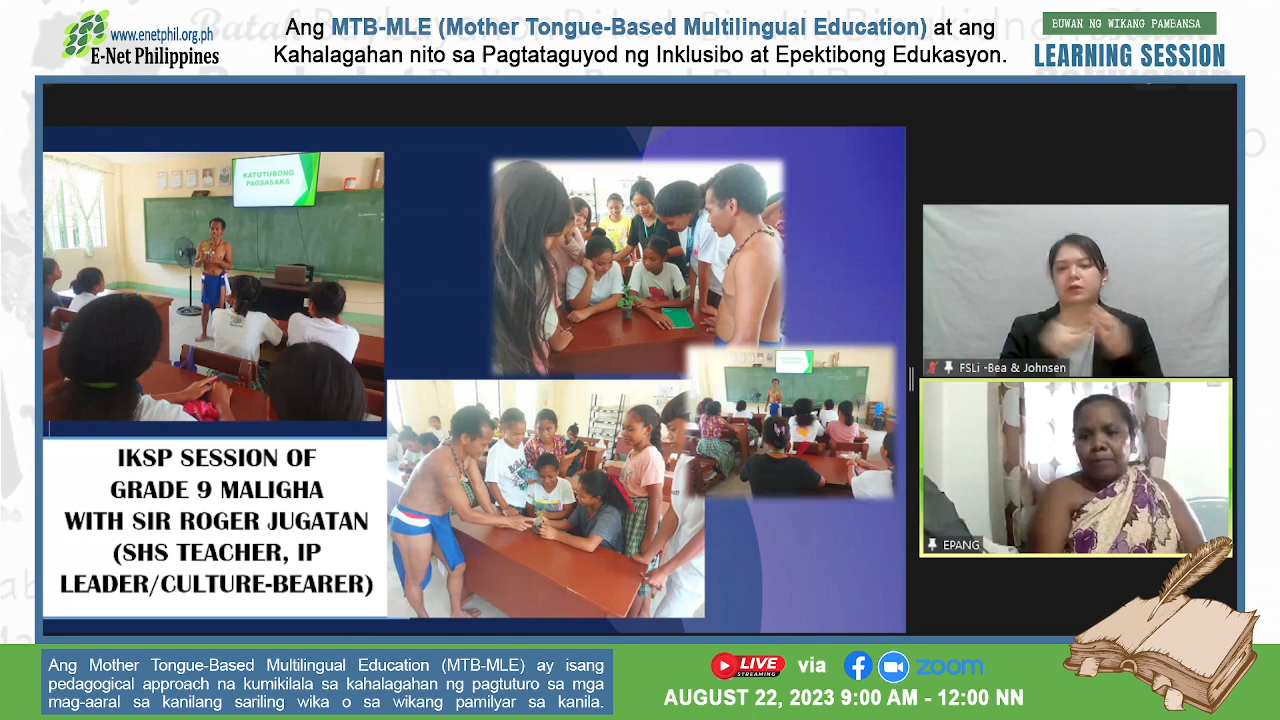 www.enetphil.org.ph
E-Net Philippines
Ang MTB-MLE (Mother Tongue-Based Multilingual Education) at ang
Kahalagahan nito sa Pagtataguyod ng Inklusibo at Epektibong Edukasyon.
BUWAN NG WIKANG PAMBANSA
LEARNING SESSION
KATUTUBONG
PAGSASAKA
IKSP SESSION OF
GRADE 9 MALIGHA
WITH SIR ROGER JUGATAN
(SHS TEACHER, IP
LEADER/CULTURE-BEARER)
FSLi -Bea & Johnsen
EPANG
Ang Mother Tongue-Based Multilingual Education (MTB-MLE) ay isang
pedagogical approach na kumikilala sa kahalagahan ng pagtuturo sa mga
mag-aaral sa kanilang sariling wika o sa wikang pamilyar sa kanila.
LIVE
STREAMING
via
zoom
AUGUST 22, 2023 9:00 AM - 12:00 NN